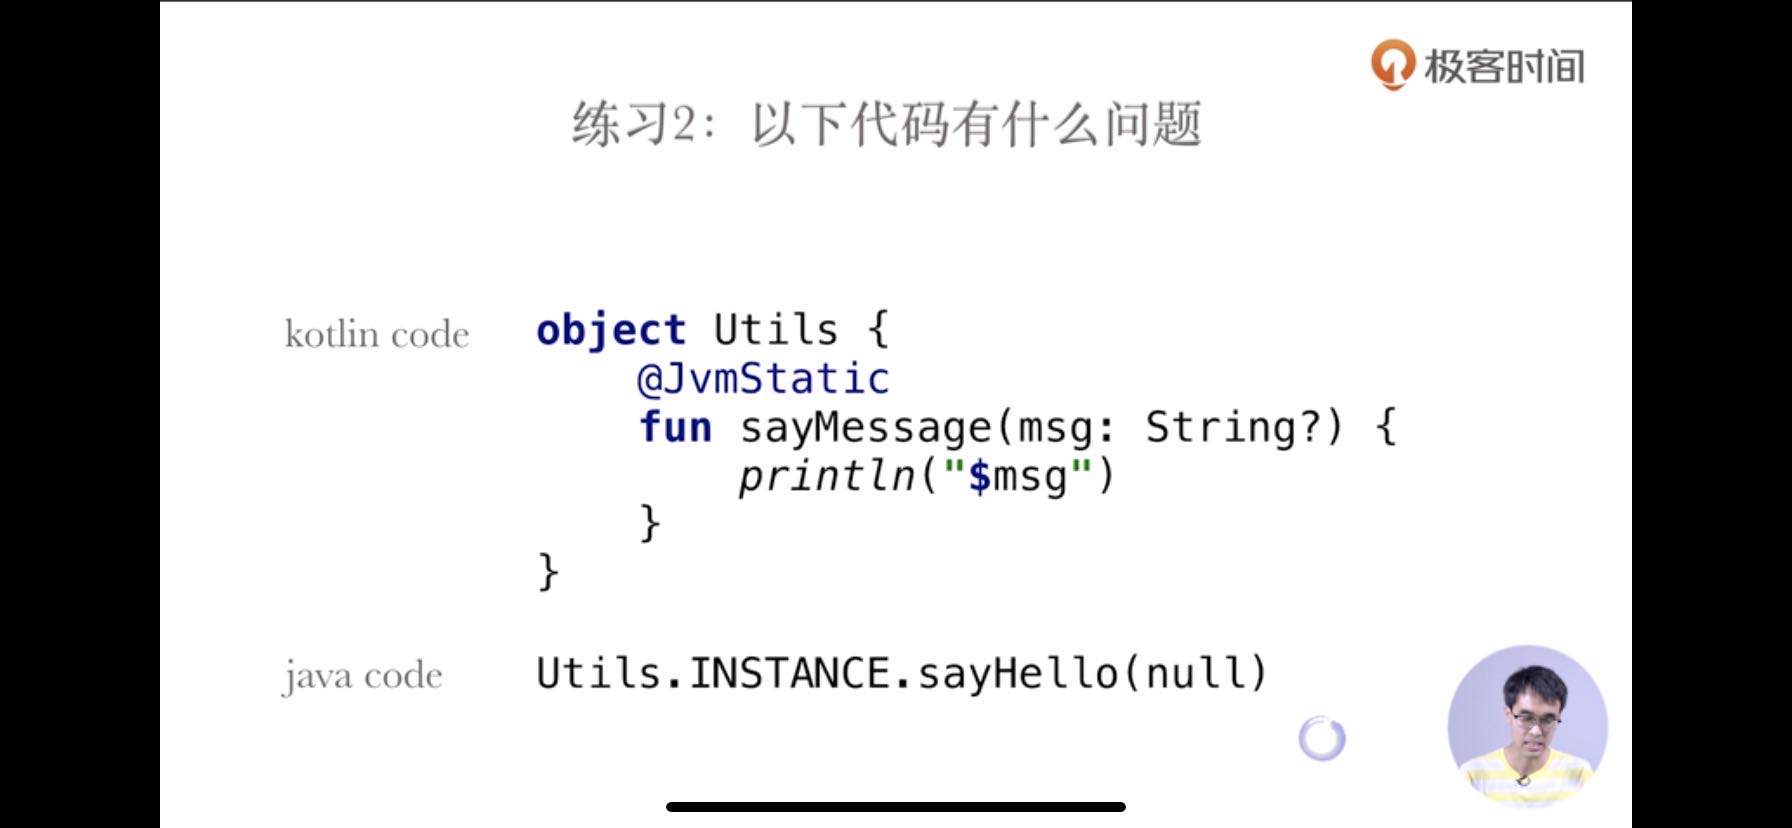 极客时间
练习2：以下代码有什么问题
kotlin code
object Utils {
    @JvmStatic
    fun sayMessage(msg: String?) {
        println("$msg")
    }
}
java code
Utils.INSTANCE.sayHello(null)